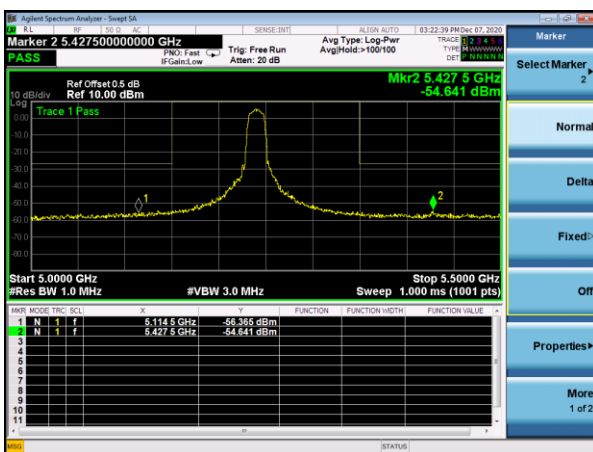 Agilent Spectrum Analyzer - Swept SA
RL RF 50 Ω AC SENSE:INT ALIGN AUTO 03:22:39 PM Dec 07, 2020
Marker 2 5.427500000000 GHz
PNO: Fast
IFGain:Low
Trig: Free Run
Atten: 20 dB
Avg Type: Log-Pwr
Avg|Hold:>100/100
TRACE 1 2 3 4 5 6
TYPE M WWWWW
DET P N N N N N
PASS
Ref Offset 0.5 dB
Ref 10.00 dBm
10 dB/div
Log
Mkr2 5.427 5 GHz
-54.641 dBm
Trace 1 Pass
0.00
-10.0
-20.0
-30.0
-40.0
-50.0
-60.0
-70.0
-80.0
1
2
Start 5.0000 GHz
Stop 5.5000 GHz
#Res BW 1.0 MHz
#VBW 3.0 MHz
Sweep 1.000 ms (1001 pts)
MKR MODE TRC SCL X Y FUNCTION FUNCTION WIDTH FUNCTION VALUE
1 N 1 f 5.114 5 GHz -56.365 dBm
2 N 1 f 5.427 5 GHz -54.641 dBm
3
4
5
6
7
8
9
10
11
MSG
STATUS
Marker
Select Marker
2
Normal
Delta
Fixed
Off
Properties
More
1 of 2